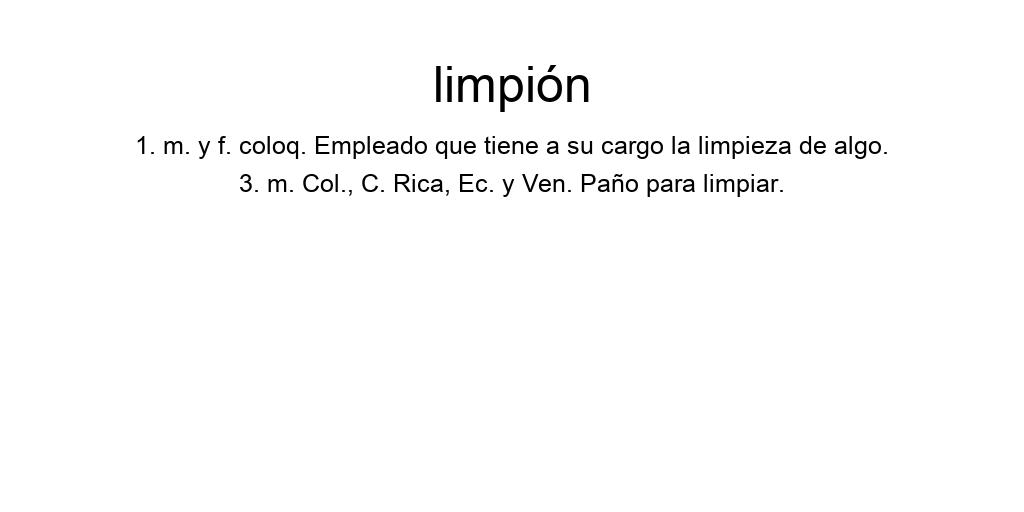 limpión
1. m. y f. coloq. Empleado que tiene a su cargo la limpieza de algo.
3. m. Col., C. Rica, Ec. y Ven. Paño para limpiar.